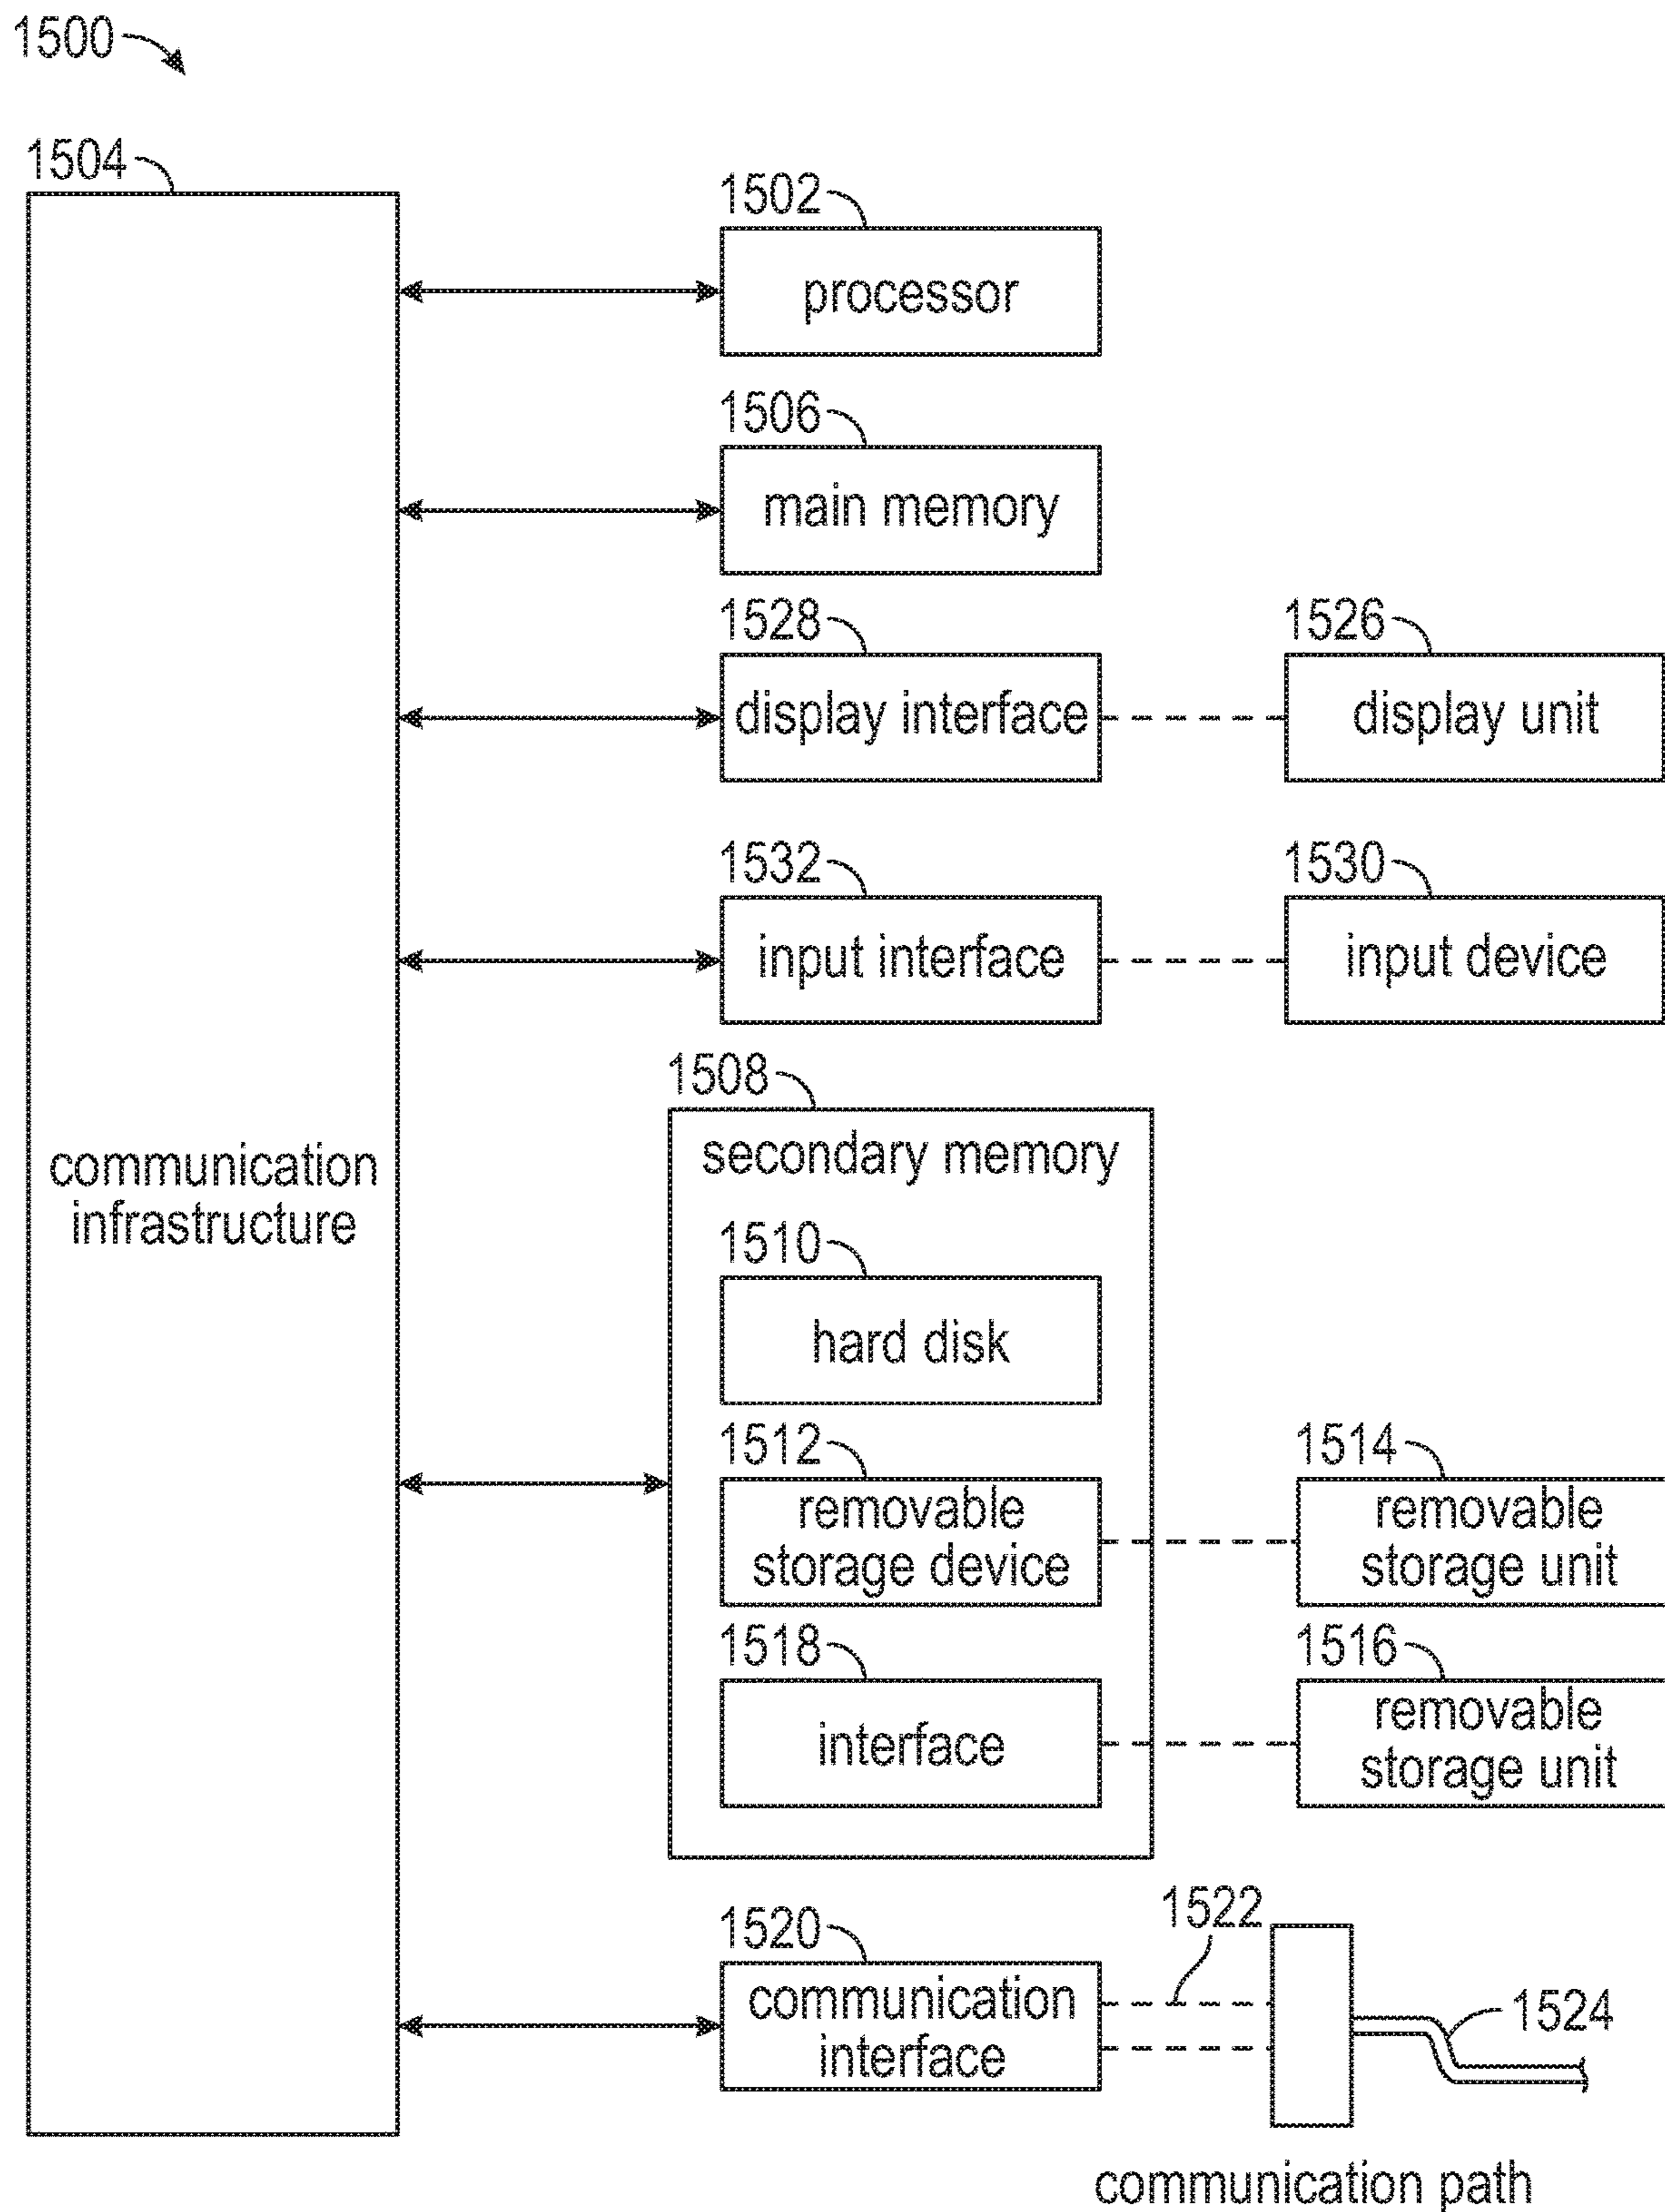 1500
1504
1502
processor
1506
main memory
1528
1526
display interface
display unit
1532
1530
input interface
input device
1508
secondary memory
communication
infrastructure
1510
hard disk
1512
1514
removable
storage device
removable
storage unit
1518
1516
interface
removable
storage unit
1520
1522
communication
interface
1524
communication path